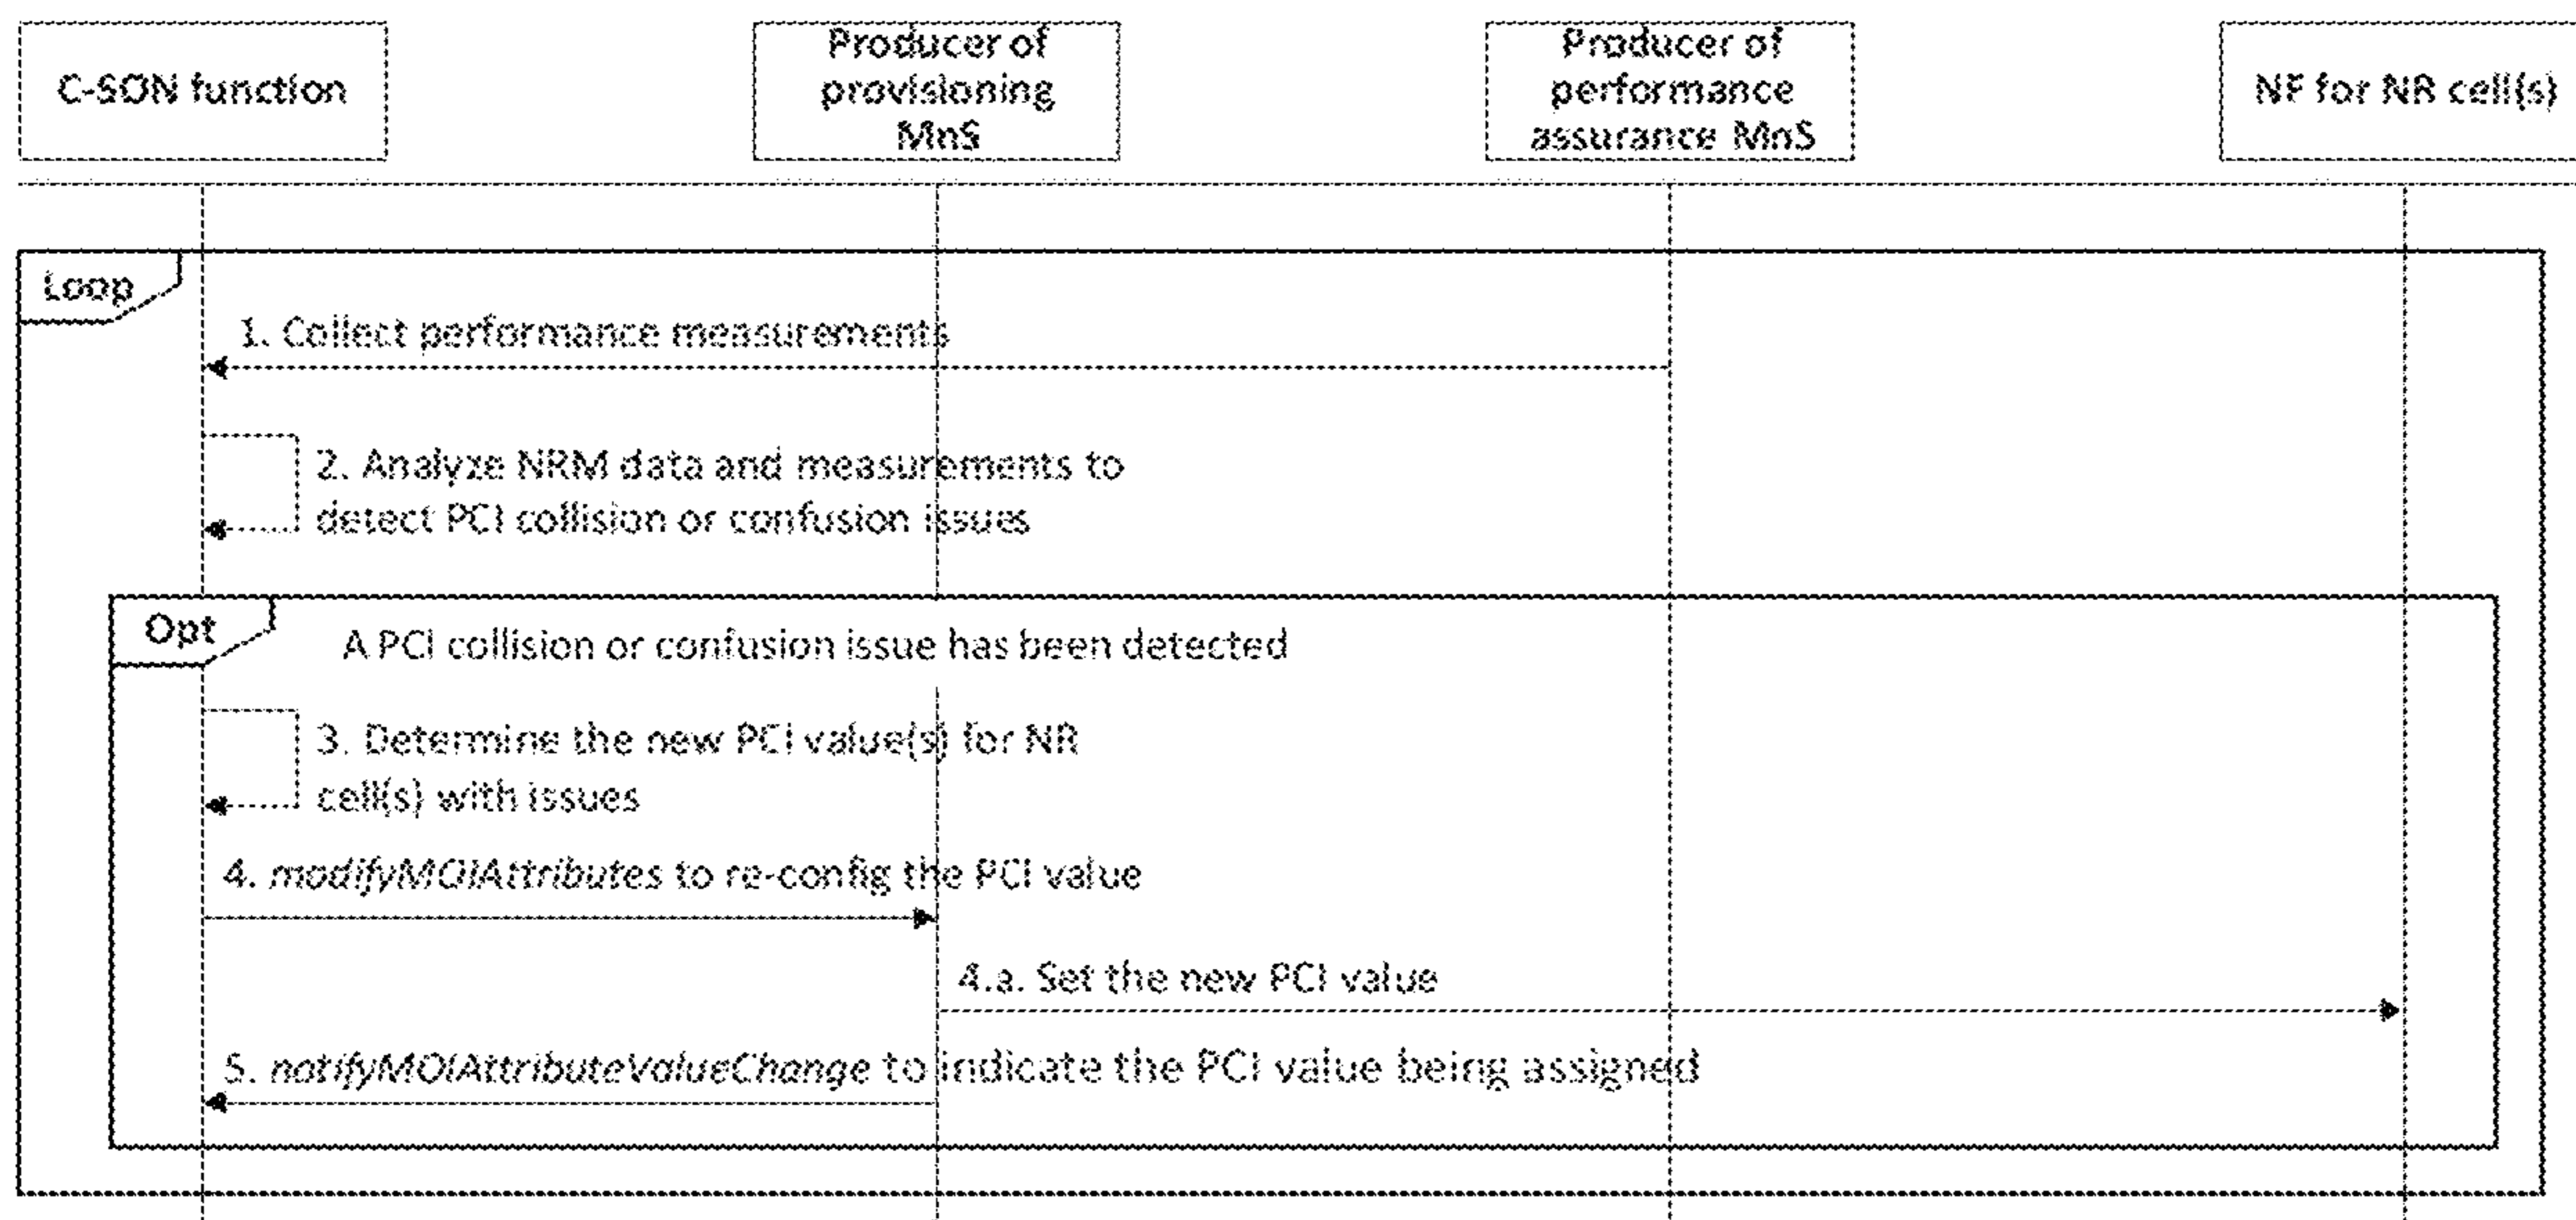 C-SON function
Producer of
provisioning
MnS
Producer of
performance
assurance MnS
NF for NR cell(s)
Loop
1. Collect performance measurements
2. Analyze NRM data and measurements to
detect PCI collision or confusion issues
Opt
A PCI collision or confusion issue has been detected
3. Determine the new PCI value(s) for NR
cell(s) with issues
4. modifyMOIAttributes to re-config the PCI value
4.a. Set the new PCI value
5. notifyMOIAttributeValueChange to indicate the PCI value being assigned